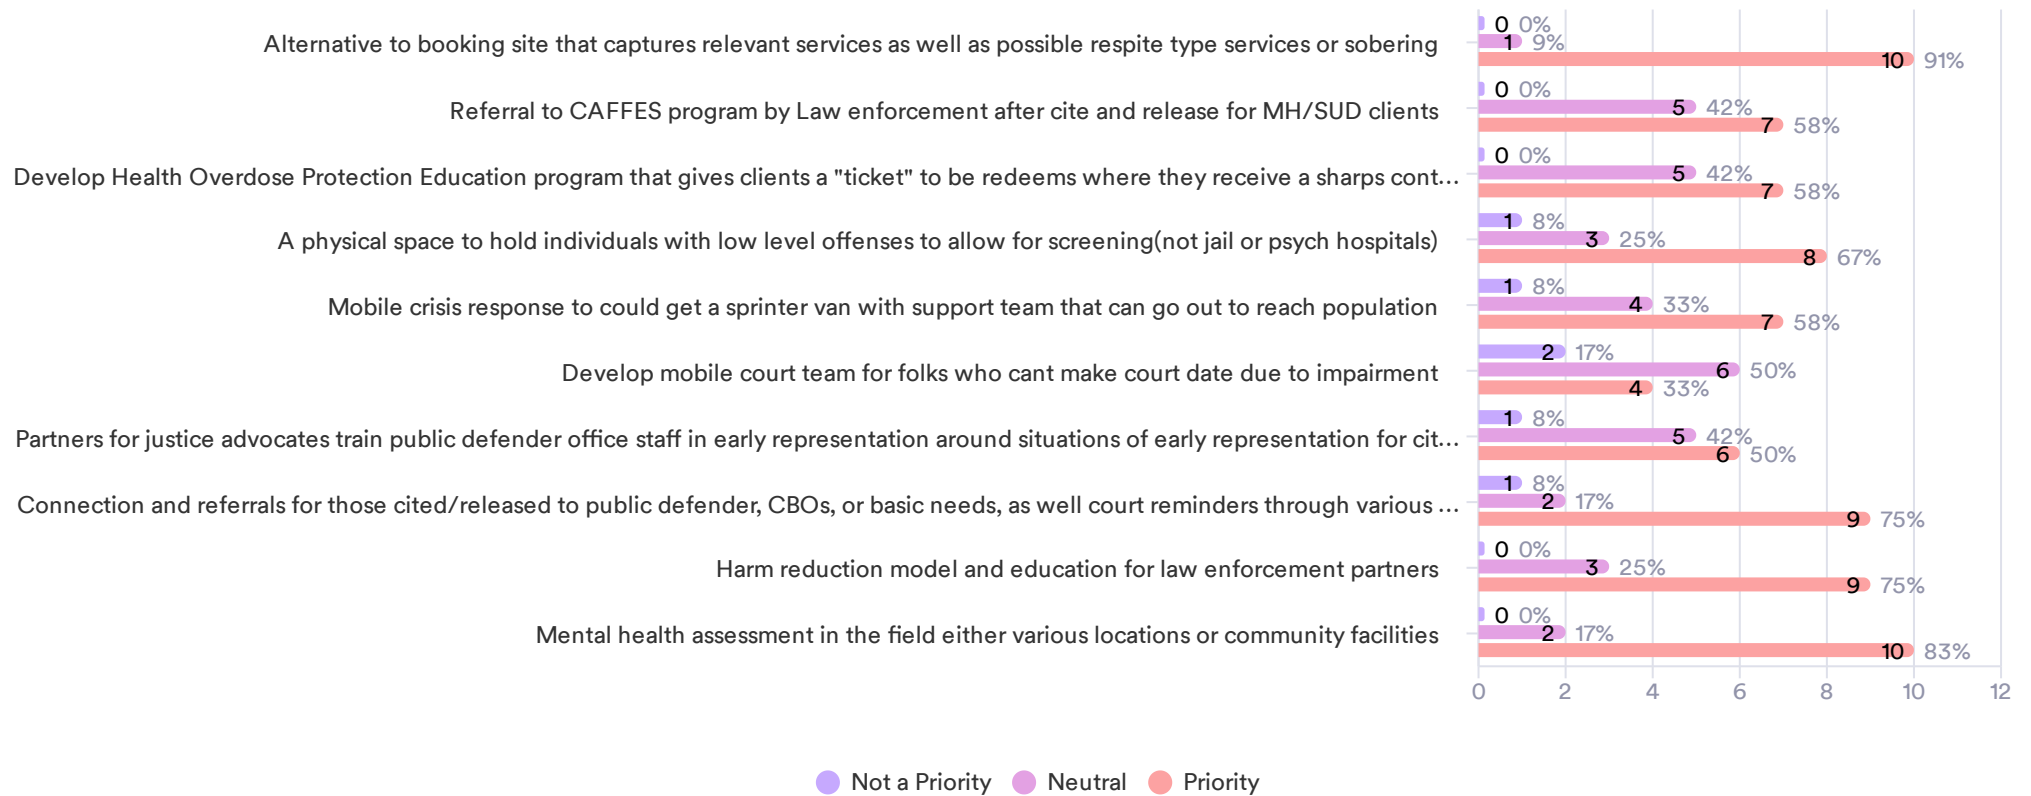 0 0%
Alternative to booking site that captures relevant services as well as possible respite type services or sobering
1 9%
10 91%
0 0%
Referral to CAFFES program by Law enforcement after cite and release for MH/SUD clients
5 42%
7 58%
0 0%
Develop Health Overdose Protection Education program that gives clients a "ticket" to be redeems where they receive a sharps cont...
5 42%
7 58%
1 8%
A physical space to hold individuals with low level offenses to allow for screening(not jail or psych hospitals)
3 25%
8 67%
1 8%
Mobile crisis response to could get a sprinter van with support team that can go out to reach population
4 33%
7 58%
2 17%
Develop mobile court team for folks who cant make court date due to impairment
6 50%
4 33%
1 8%
Partners for justice advocates train public defender office staff in early representation around situations of early representation for cit...
5 42%
6 50%
1 8%
Connection and referrals for those cited/released to public defender, CBOs, or basic needs, as well court reminders through various ...
2 17%
9 75%
0 0%
Harm reduction model and education for law enforcement partners
3 25%
9 75%
0 0%
Mental health assessment in the field either various locations or community facilities
2 17%
10 83%
0 2 4 6 8 10 12
Not a Priority Neutral Priority